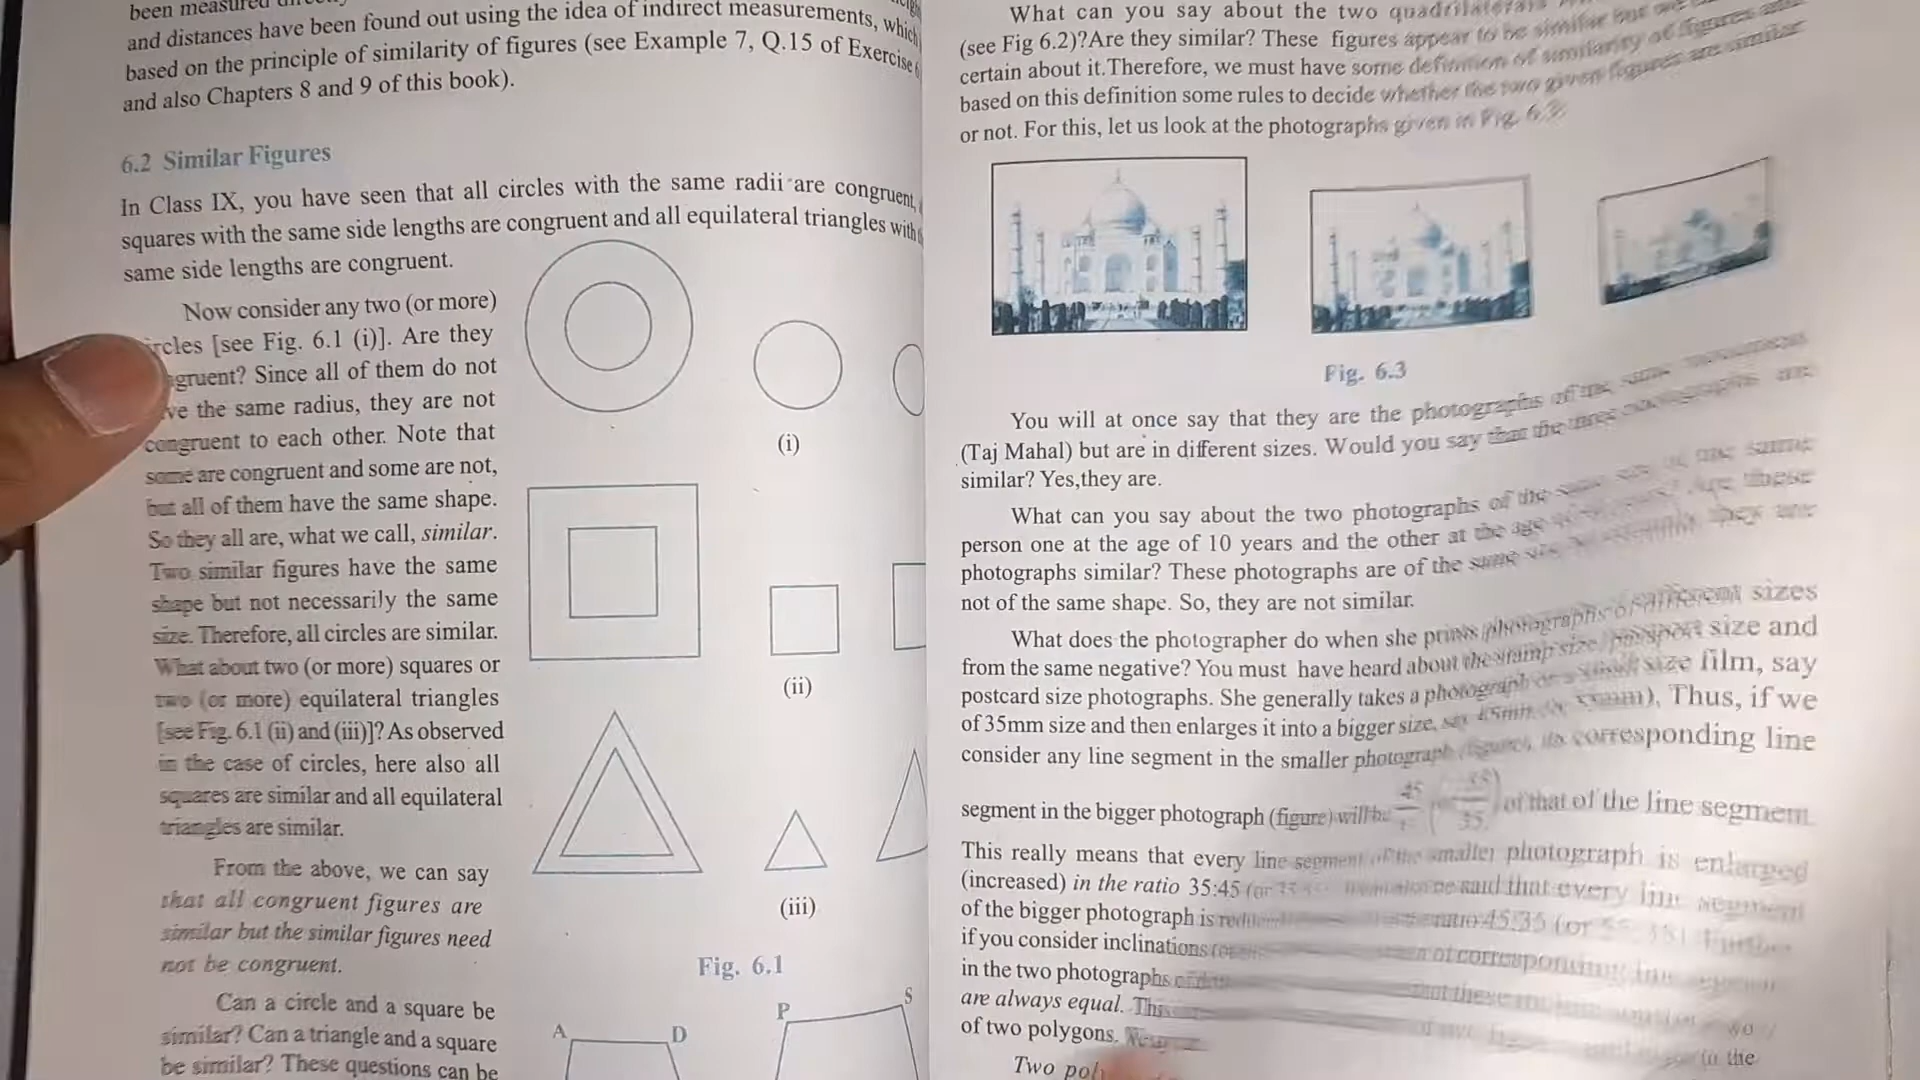 been measured
and distances have been found out using the idea of indirect measurements, which
based on the principle of similarity of figures (see Example 7, Q.15 of Exercise
and also Chapters 8 and 9 of this book).
6.2 Similar Figures
In Class IX, you have seen that all circles with the same radii are congruent,
squares with the same side lengths are congruent and all equilateral triangles with
same side lengths are congruent.
Now consider any two (or more)
rcles [see Fig. 6.1 (i)]. Are they
gruent? Since all of them do not
ve the same radius, they are not
congruent to each other. Note that
some are congruent and some are not,
but all of them have the same shape.
So they all are, what we call, similar.
Two similar figures have the same
shape but not necessarily the same
size. Therefore, all circles are similar.
What about two (or more) squares or
two (or more) equilateral triangles
[see Fig. 6.1 (ii) and (iii)]? As observed
in the case of circles, here also all
squares are similar and all equilateral
triangles are similar.
From the above, we can say
that all congruent figures are
similar but the similar figures need
not be congruent.
Can a circle and a square be
similar? Can a triangle and a square
be similar? These questions can be
(i)
(ii)
(iii)
Fig. 6.1
A
D
P
S
What can you say about the two quadrilaterals
(see Fig 6.2)?Are they similar? These figures appear to be similar but we
certain about it.Therefore, we must have some definition of similarity of figures and
based on this definition some rules to decide whether the two given figures are similar
or not. For this, let us look at the photographs given in Fig. 6.3:
Fig. 6.3
You will at once say that they are the photographs of the same
(Taj Mahal) but are in different sizes. Would you say that the three photographs are
similar? Yes,they are.
What can you say about the two photographs of the same size of the same
person one at the age of 10 years and the other at the age Are these
photographs similar? These photographs are of the same size they are
not of the same shape. So, they are not similar.
What does the photographer do when she prints photographs of different sizes
from the same negative? You must have heard about the stamp size, passport size and
postcard size photographs. She generally takes a photograph on a small size film, say
of 35mm size and then enlarges it into a bigger size, say 45mm (or 55mm). Thus, if we
consider any line segment in the smaller photograph (figure), its corresponding line
segment in the bigger photograph (figure) will be 45 55/35 of that of the line segment.
This really means that every line segment of the smaller photograph is enlarged
(increased) in the ratio 35:45 (or said that every line segment
of the bigger photograph is ratio 45:35 (or
if you consider inclinations of corresponding line
in the two photographs
are always equal. This
of two polygons.
to the
Two